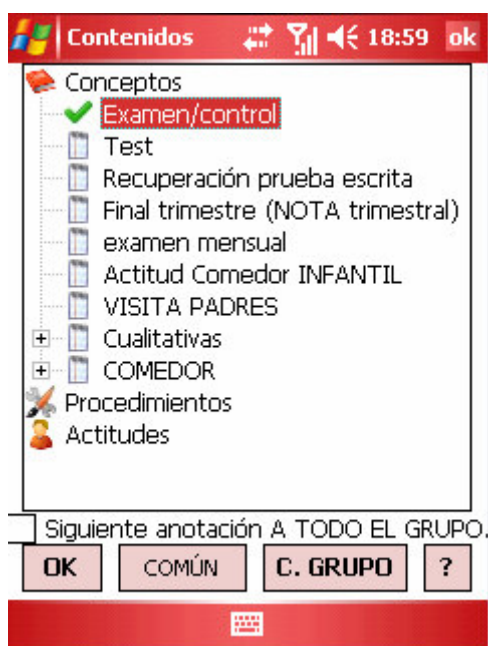 Contenidos 18:59 ok
Conceptos
Examen/control
Test
Recuperación prueba escrita
Final trimestre (NOTA trimestral)
examen mensual
Actitud Comedor INFANTIL
VISITA PADRES
Cualitativas
COMEDOR
Procedimientos
Actitudes
Siguiente anotación A TODO EL GRUPO.
OK COMÚN C. GRUPO ?